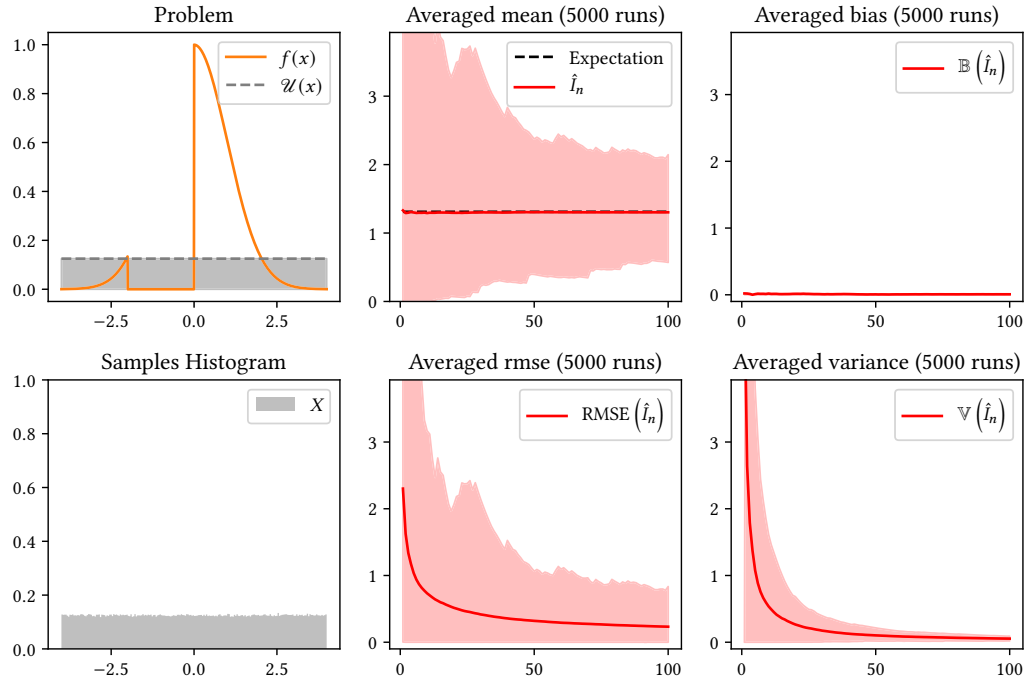 Problem
1.0
0.8
0.6
0.4
0.2
0.0
f(x)
𝒰(x)
−2.5 0.0 2.5
Averaged mean (5000 runs)
3
2
1
0
Expectation
Î_n
0 50 100
Averaged bias (5000 runs)
3
2
1
0
𝔹 (Î_n)
0 50 100
Samples Histogram
1.0
0.8
0.6
0.4
0.2
0.0
X
−2.5 0.0 2.5
Averaged rmse (5000 runs)
3
2
1
0
RMSE (Î_n)
0 50 100
Averaged variance (5000 runs)
3
2
1
0
𝕍 (Î_n)
0 50 100